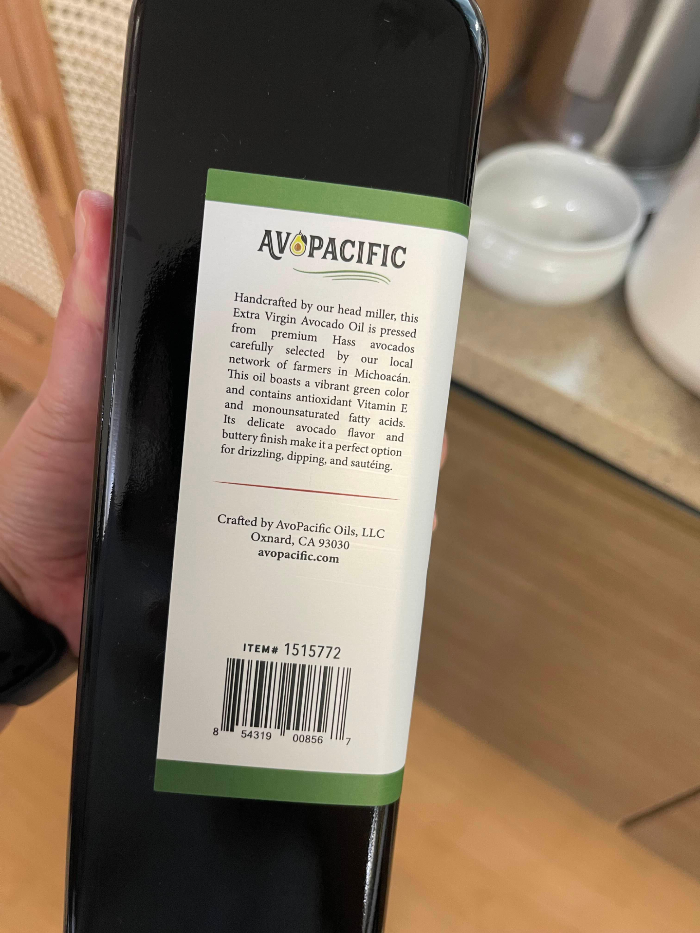 AVOPACIFIC
Handcrafted by our head miller, this
Extra Virgin Avocado Oil is pressed
from premium Hass avocados
carefully selected by our local
network of farmers in Michoacán.
This oil boasts a vibrant green color
and contains antioxidant Vitamin E
and monounsaturated fatty acids.
Its delicate avocado flavor and
buttery finish make it a perfect option
for drizzling, dipping, and sautéing.
Crafted by AvoPacific Oils, LLC
Oxnard, CA 93030
avopacific.com
ITEM# 1515772
8 54319 00856 7